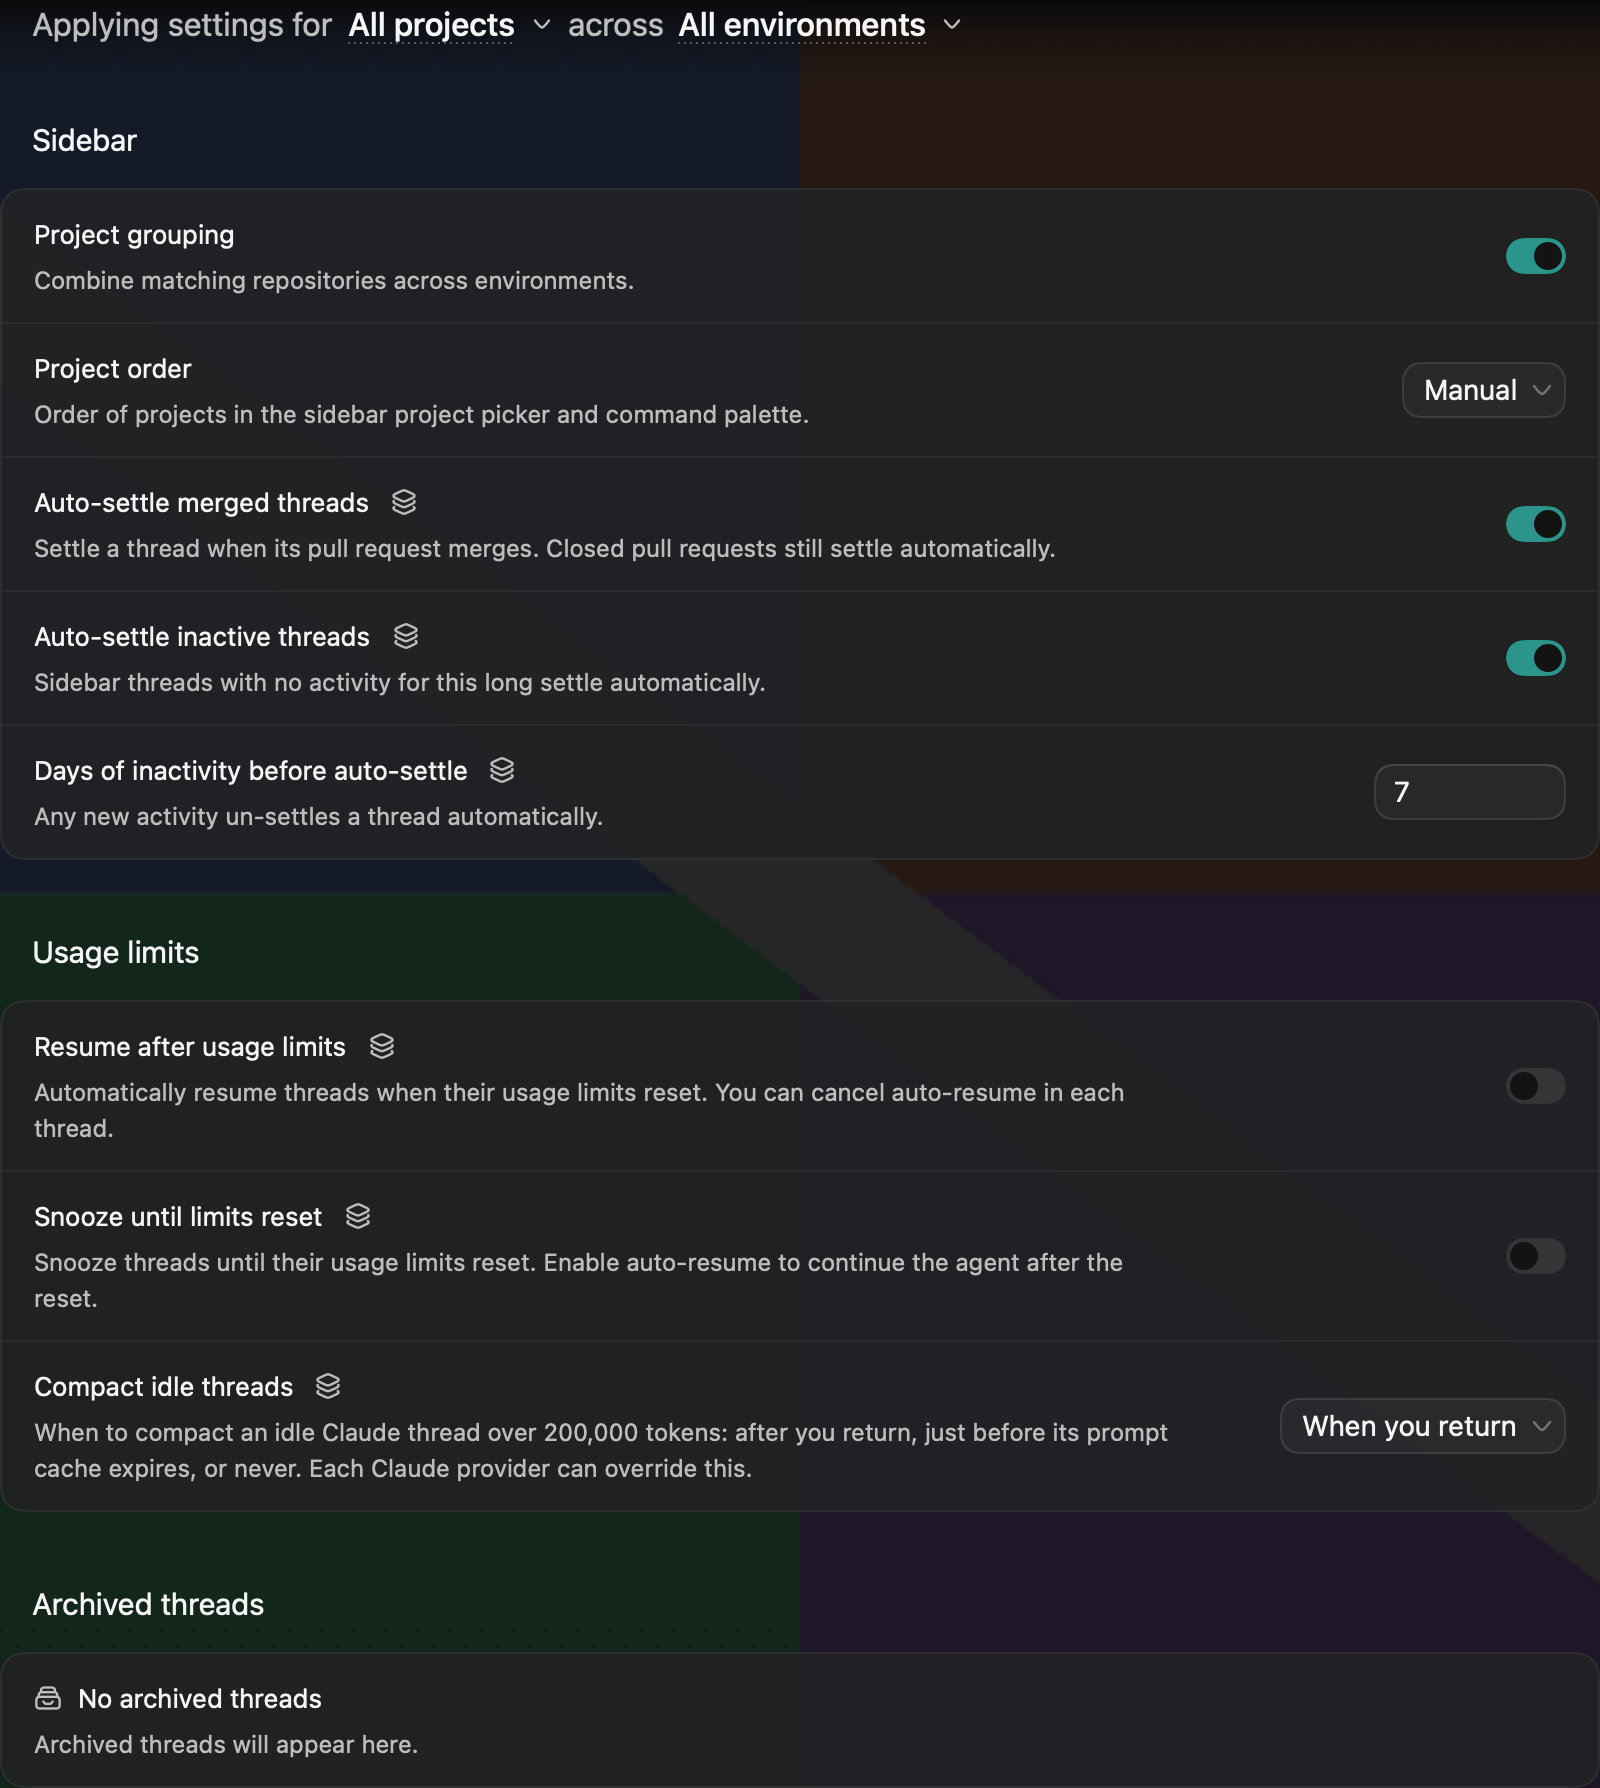 Applying settings for All projects across All environments
Sidebar
Project grouping
Combine matching repositories across environments.
Project order
Order of projects in the sidebar project picker and command palette.
Manual
Auto-settle merged threads
Settle a thread when its pull request merges. Closed pull requests still settle automatically.
Auto-settle inactive threads
Sidebar threads with no activity for this long settle automatically.
Days of inactivity before auto-settle
Any new activity un-settles a thread automatically.
7
Usage limits
Resume after usage limits
Automatically resume threads when their usage limits reset. You can cancel auto-resume in each
thread.
Snooze until limits reset
Snooze threads until their usage limits reset. Enable auto-resume to continue the agent after the
reset.
Compact idle threads
When to compact an idle Claude thread over 200,000 tokens: after you return, just before its prompt
cache expires, or never. Each Claude provider can override this.
When you return
Archived threads
No archived threads
Archived threads will appear here.